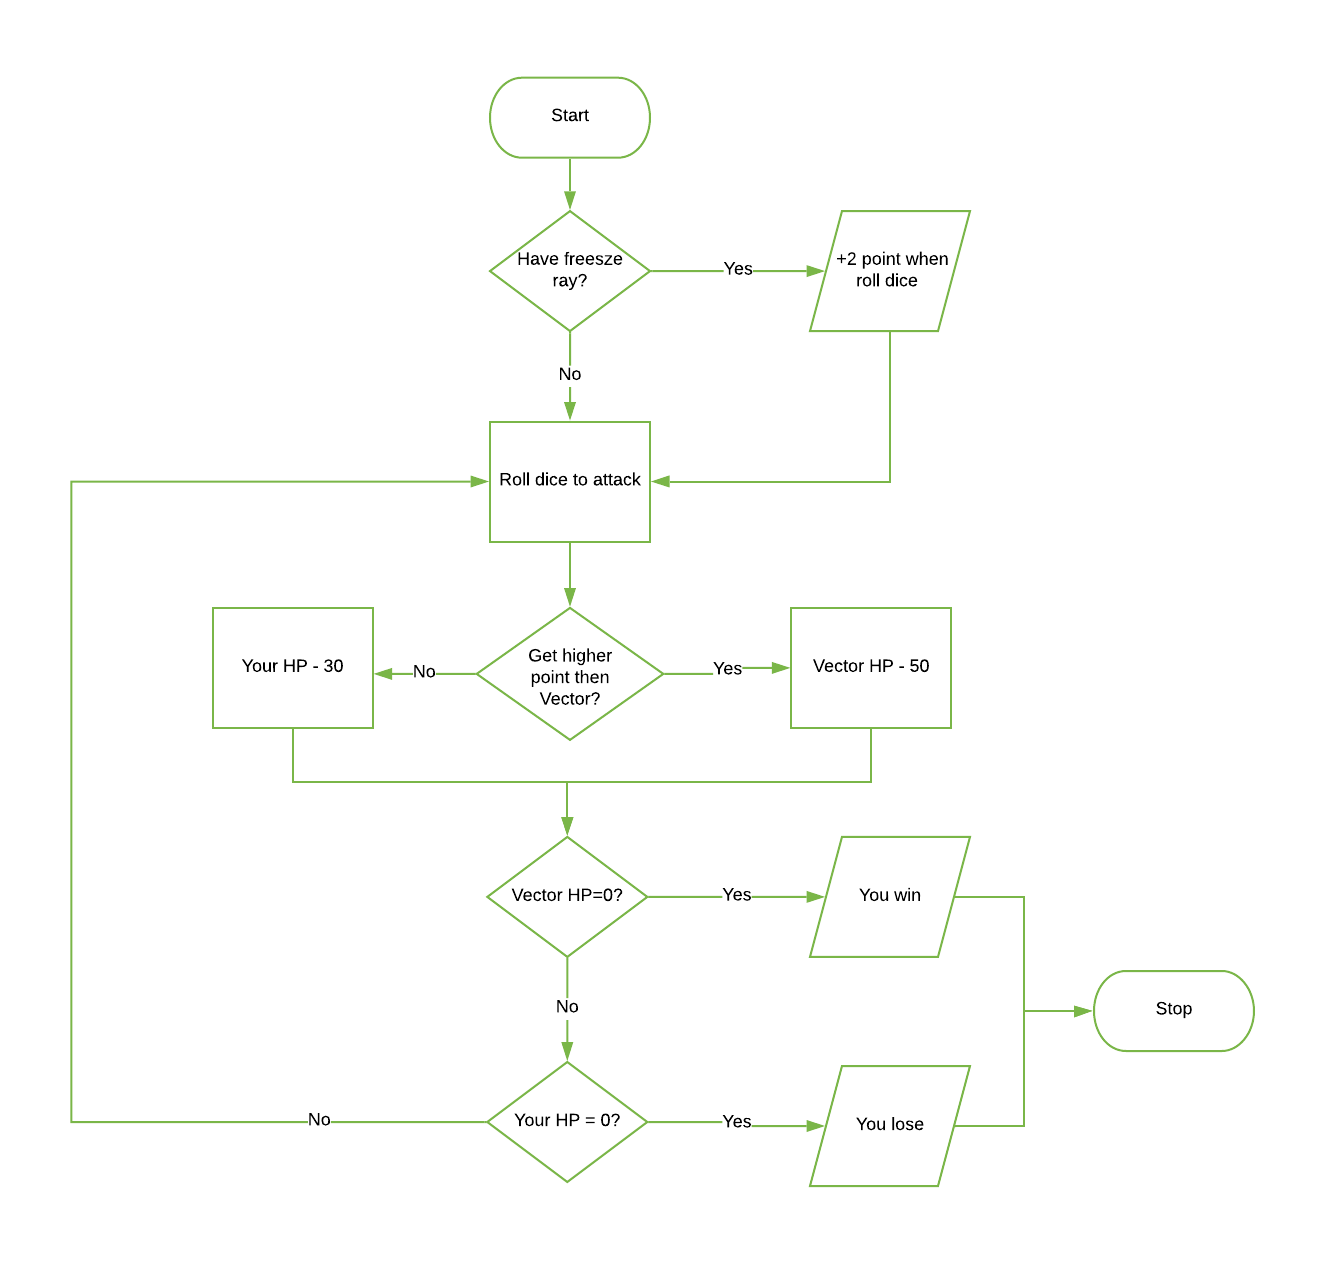 Start
Have freesze
ray?
Yes
+2 point when
roll dice
No
Roll dice to attack
Your HP - 30
No
Get higher
point then
Vector?
Yes
Vector HP - 50
Vector HP=0?
Yes
You win
No
Stop
No
Your HP = 0?
Yes
You lose